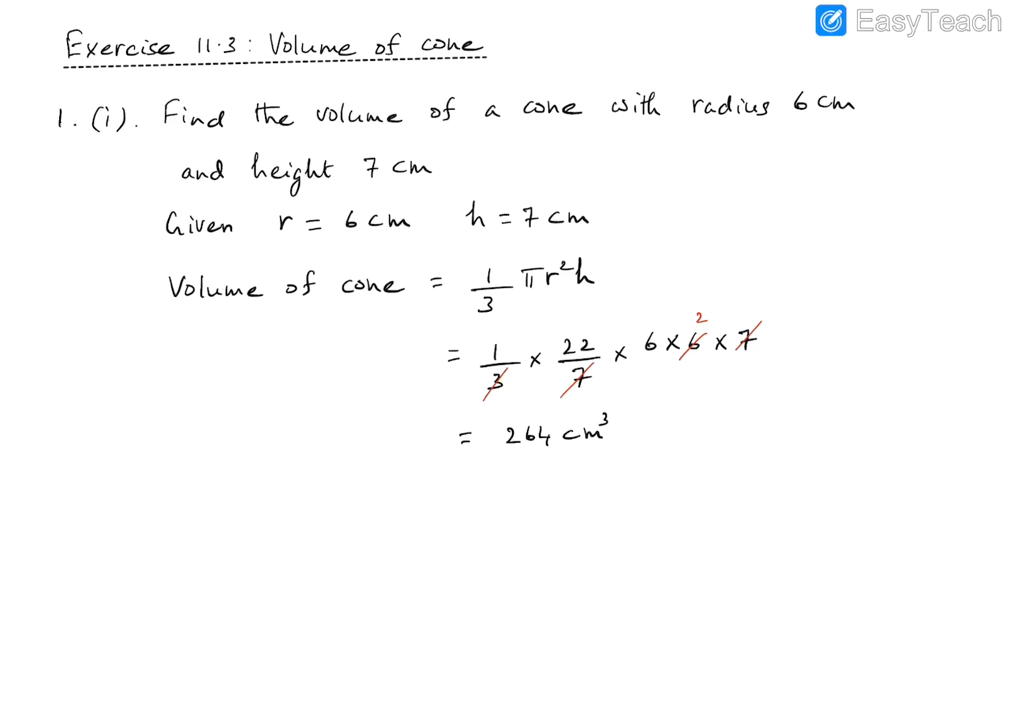 EasyTeach
Exercise 11.3 : Volume of cone
1. (i). Find the volume of a cone with radius 6 cm
and height 7 cm
Given r = 6 cm h = 7 cm
Volume of cone = 1/3 πr²h
= 1/3 × 22/7 × 6 × 6 2 × 7
= 264 cm³